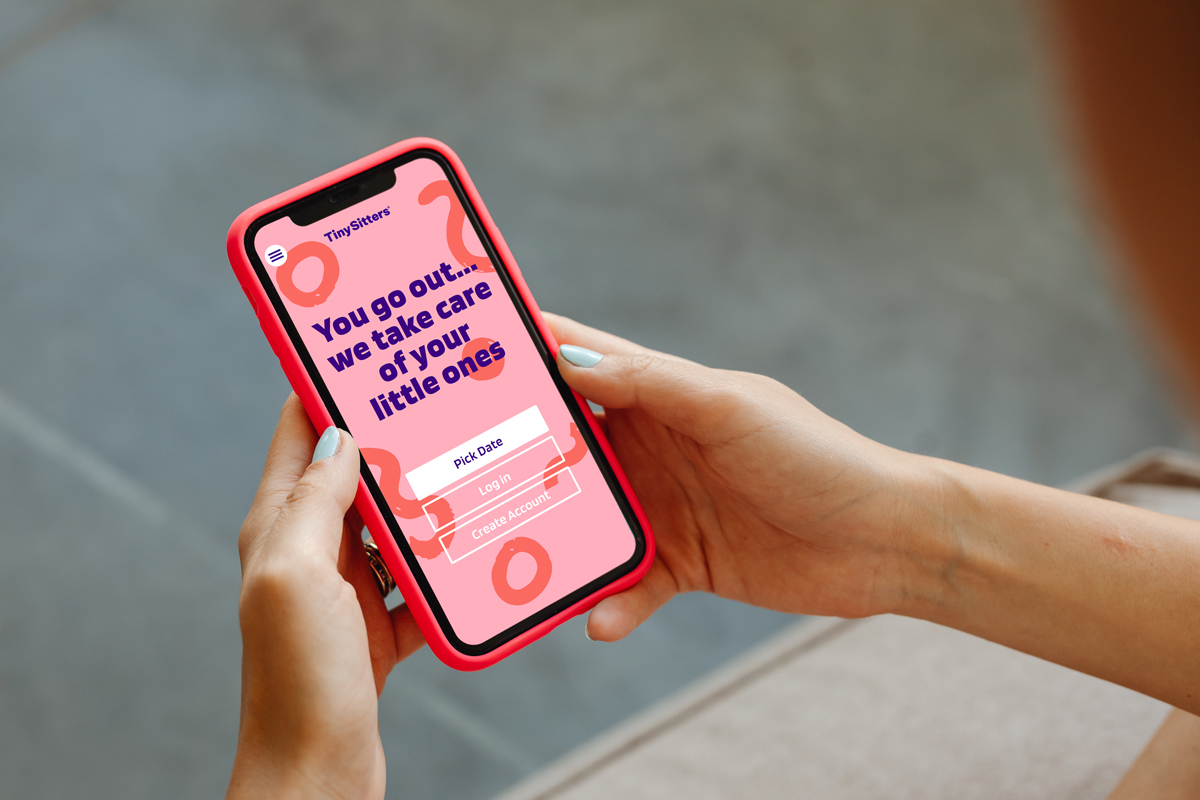 TinySitters
You go out...
we take care
of your
little ones
Pick Date
Log in
Create Account